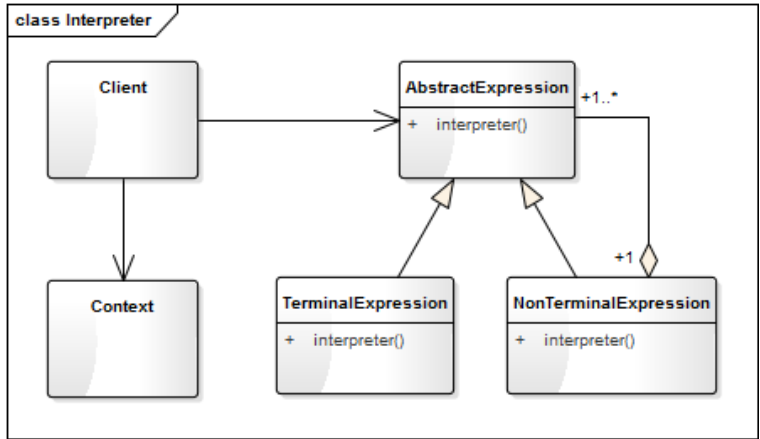 class Interpreter
Client
AbstractExpression
+ interpreter()
+1..*
+1
Context
TerminalExpression
+ interpreter()
NonTerminalExpression
+ interpreter()